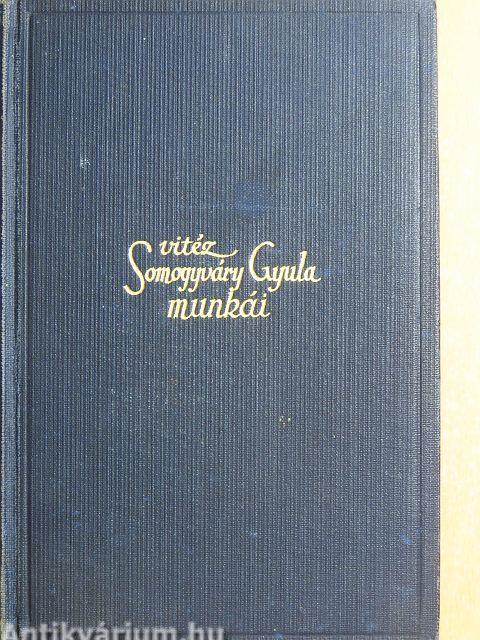 vitéz
Somogyváry Gyula
munkái
Antikvárium.hu